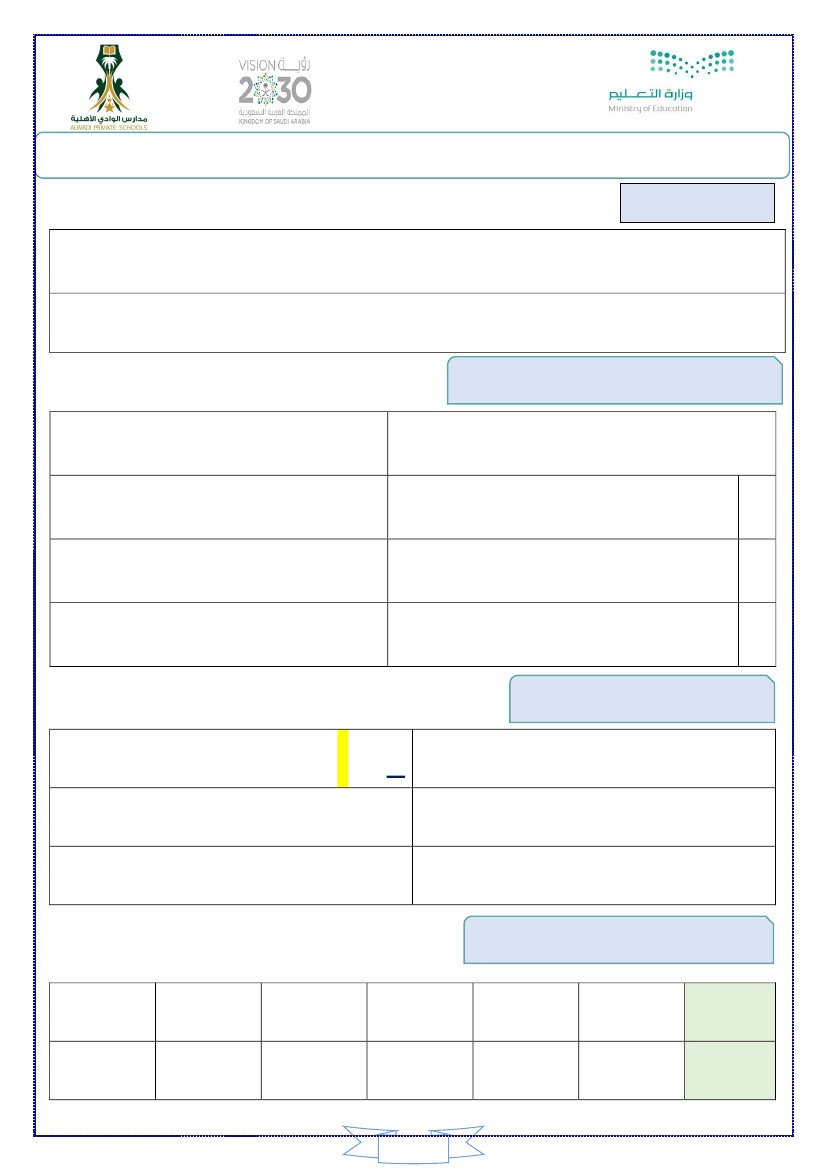 وزارة التعليم
Ministry of Education
VISION رؤيـــة
2030
المملكة العربية السعودية
KINGDOM OF SAUDI ARABIA
مدارس الوادي الأهلية
ALWADI PRIVATE SCHOOLS